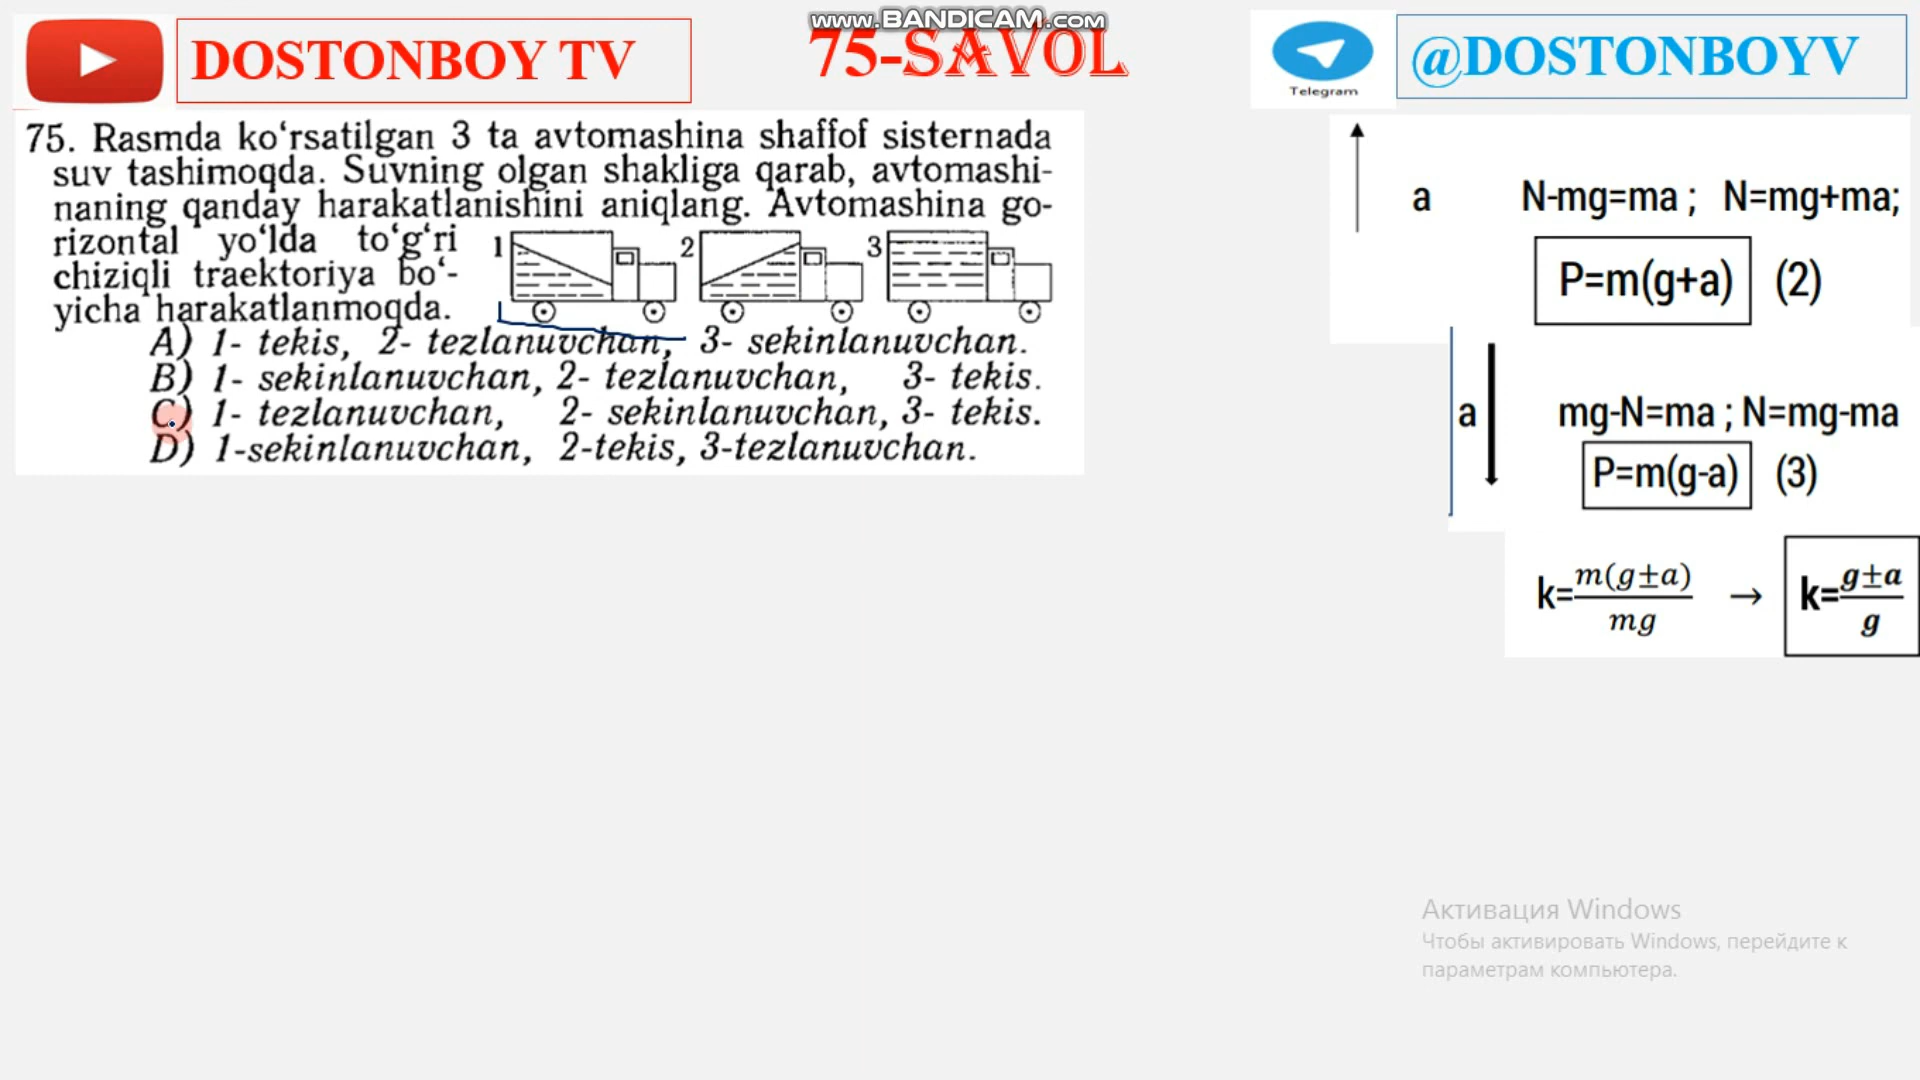 www.BANDICAM.com
DOSTONBOY TV
75-SAVOL
Telegram
@DOSTONBOYV
75. Rasmda ko‘rsatilgan 3 ta avtomashina shaffof sisternada
suv tashimoqda. Suvning olgan shakliga qarab, avtomashi-
naning qanday harakatlanishini aniqlang. Avtomashina go-
rizontal yo‘lda to‘g‘ri
chiziqli traektoriya bo‘-
yicha harakatlanmoqda.
1 2 3
A) 1- tekis, 2- tezlanuvchan, 3- sekinlanuvchan.
B) 1- sekinlanuvchan, 2- tezlanuvchan, 3- tekis.
C) 1- tezlanuvchan, 2- sekinlanuvchan, 3- tekis.
D) 1-sekinlanuvchan, 2-tekis, 3-tezlanuvchan.
a N-mg=ma ; N=mg+ma;
P=m(g+a) (2)
a mg-N=ma ; N=mg-ma
P=m(g-a) (3)
k=m(g±a)/mg → k=g±a/g
Активация Windows
Чтобы активировать Windows, перейдите к
параметрам компьютера.